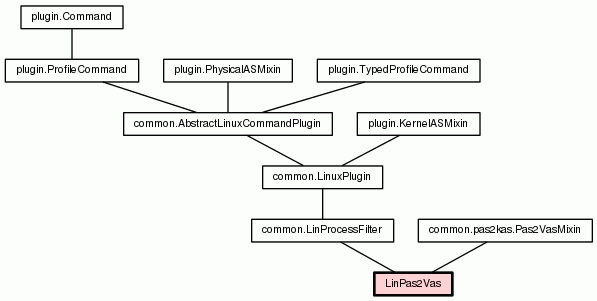 plugin.Command
plugin.ProfileCommand
plugin.PhysicalASMixin
plugin.TypedProfileCommand
common.AbstractLinuxCommandPlugin
plugin.KernelASMixin
common.LinuxPlugin
common.LinProcessFilter
common.pas2kas.Pas2VasMixin
LinPas2Vas